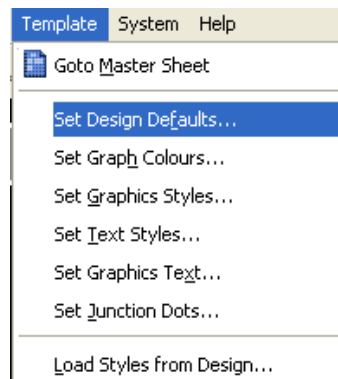 Template System Help
Goto Master Sheet
Set Design Defaults...
Set Graph Colours...
Set Graphics Styles...
Set Text Styles...
Set Graphics Text...
Set Junction Dots...
Load Styles from Design...